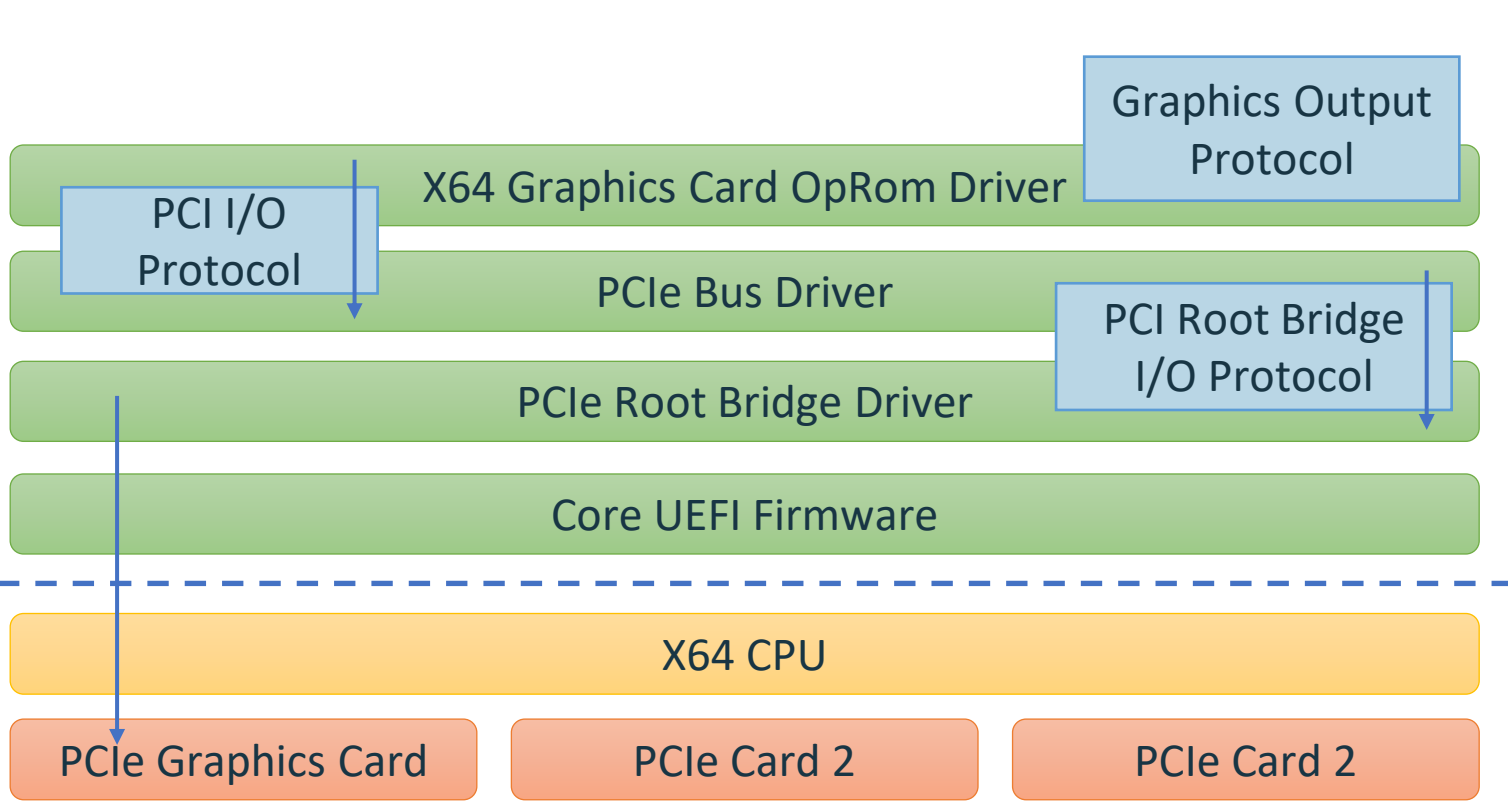 Graphics Output
Protocol
X64 Graphics Card OpRom Driver
PCI I/O
Protocol
PCIe Bus Driver
PCI Root Bridge
I/O Protocol
PCIe Root Bridge Driver
Core UEFI Firmware
X64 CPU
PCIe Graphics Card
PCIe Card 2
PCIe Card 2